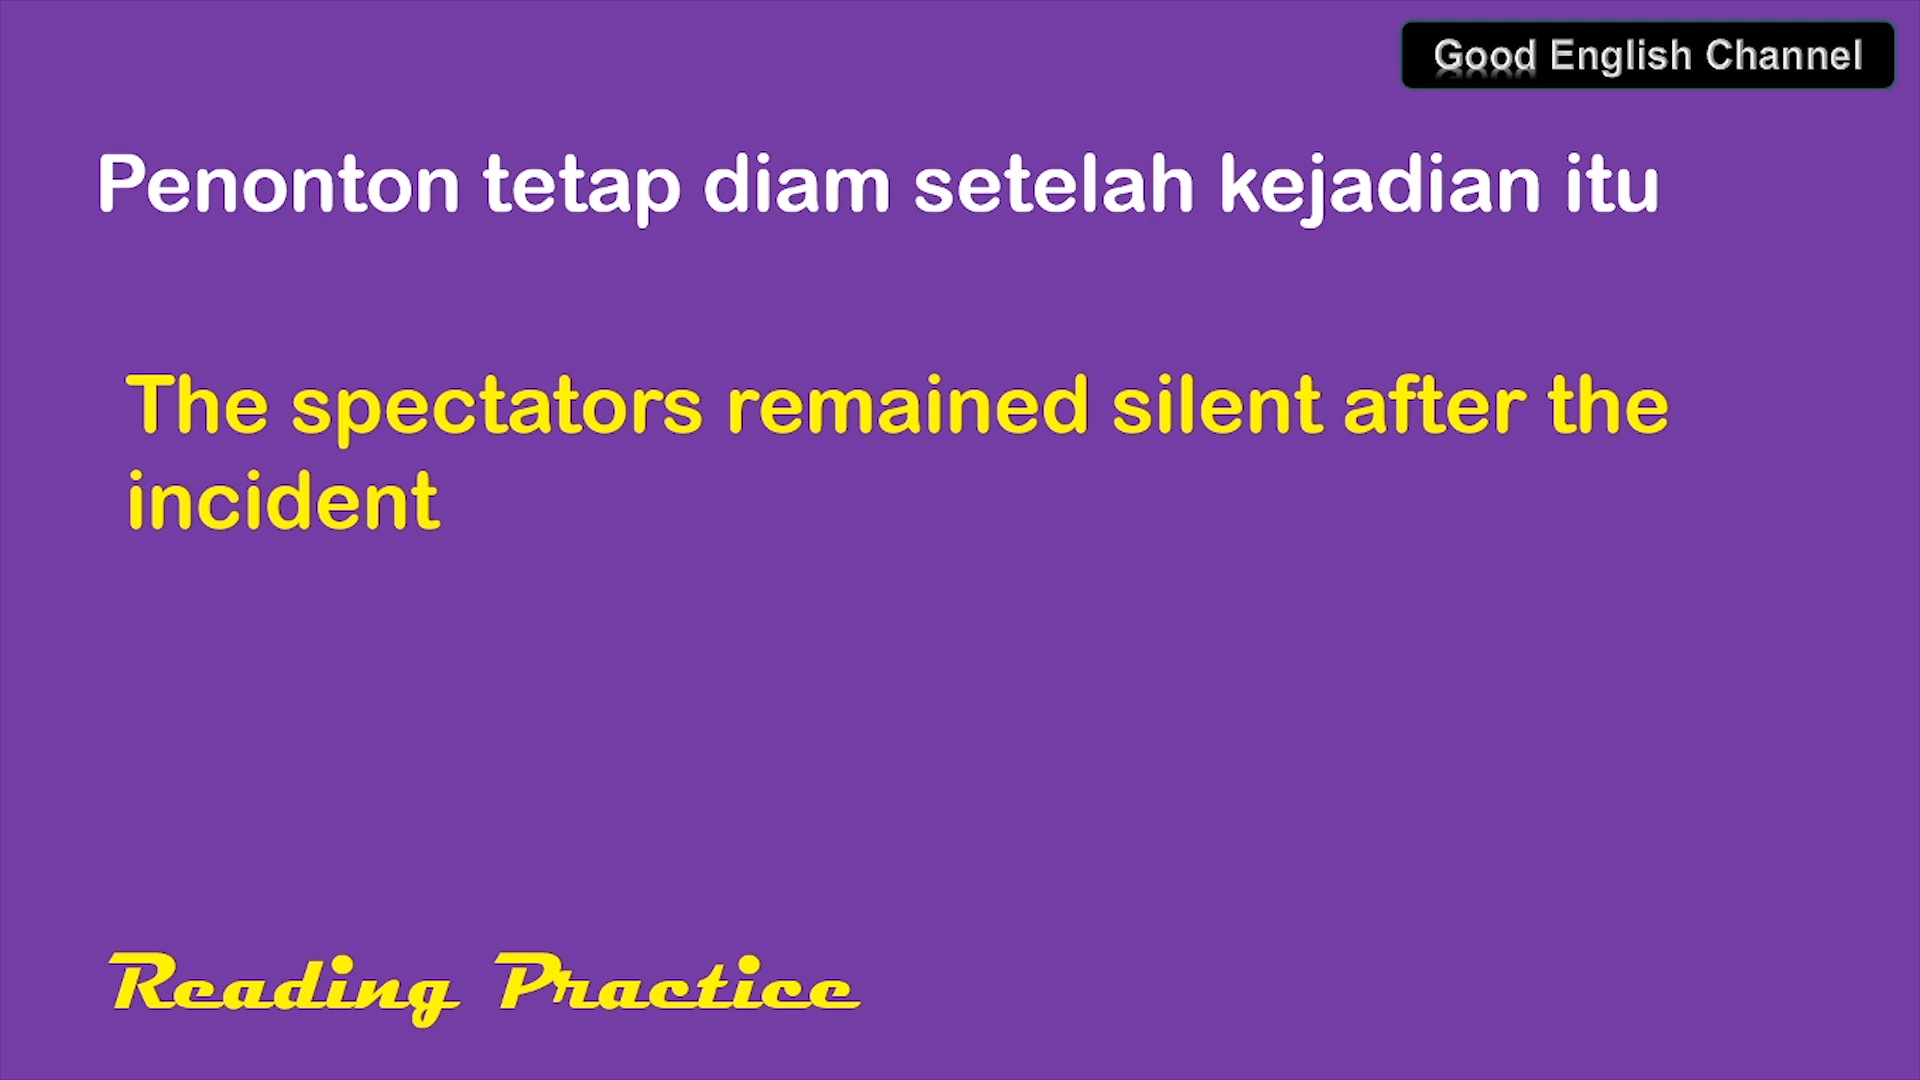 Good English Channel
Penonton tetap diam setelah kejadian itu
The spectators remained silent after the
incident
Reading Practice